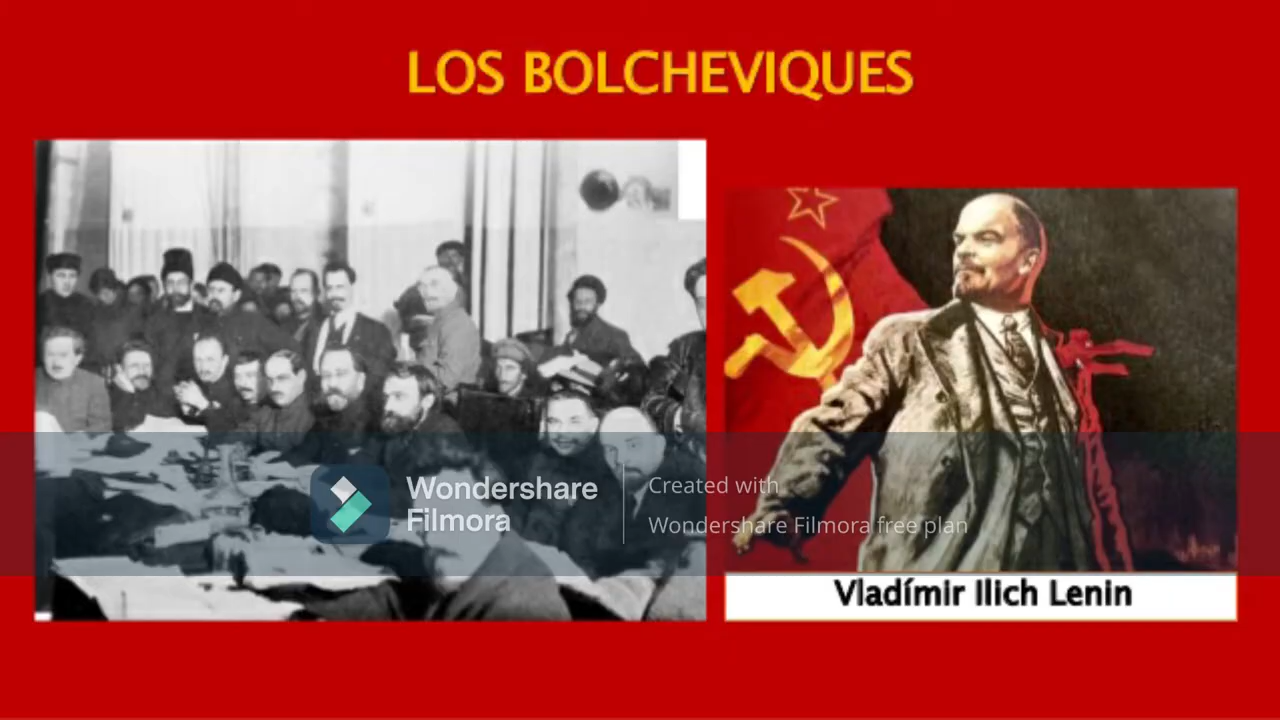 LOS BOLCHEVIQUES
Wondershare
Filmora
Created with
Wondershare Filmora free plan
Vladímir Ilich Lenin